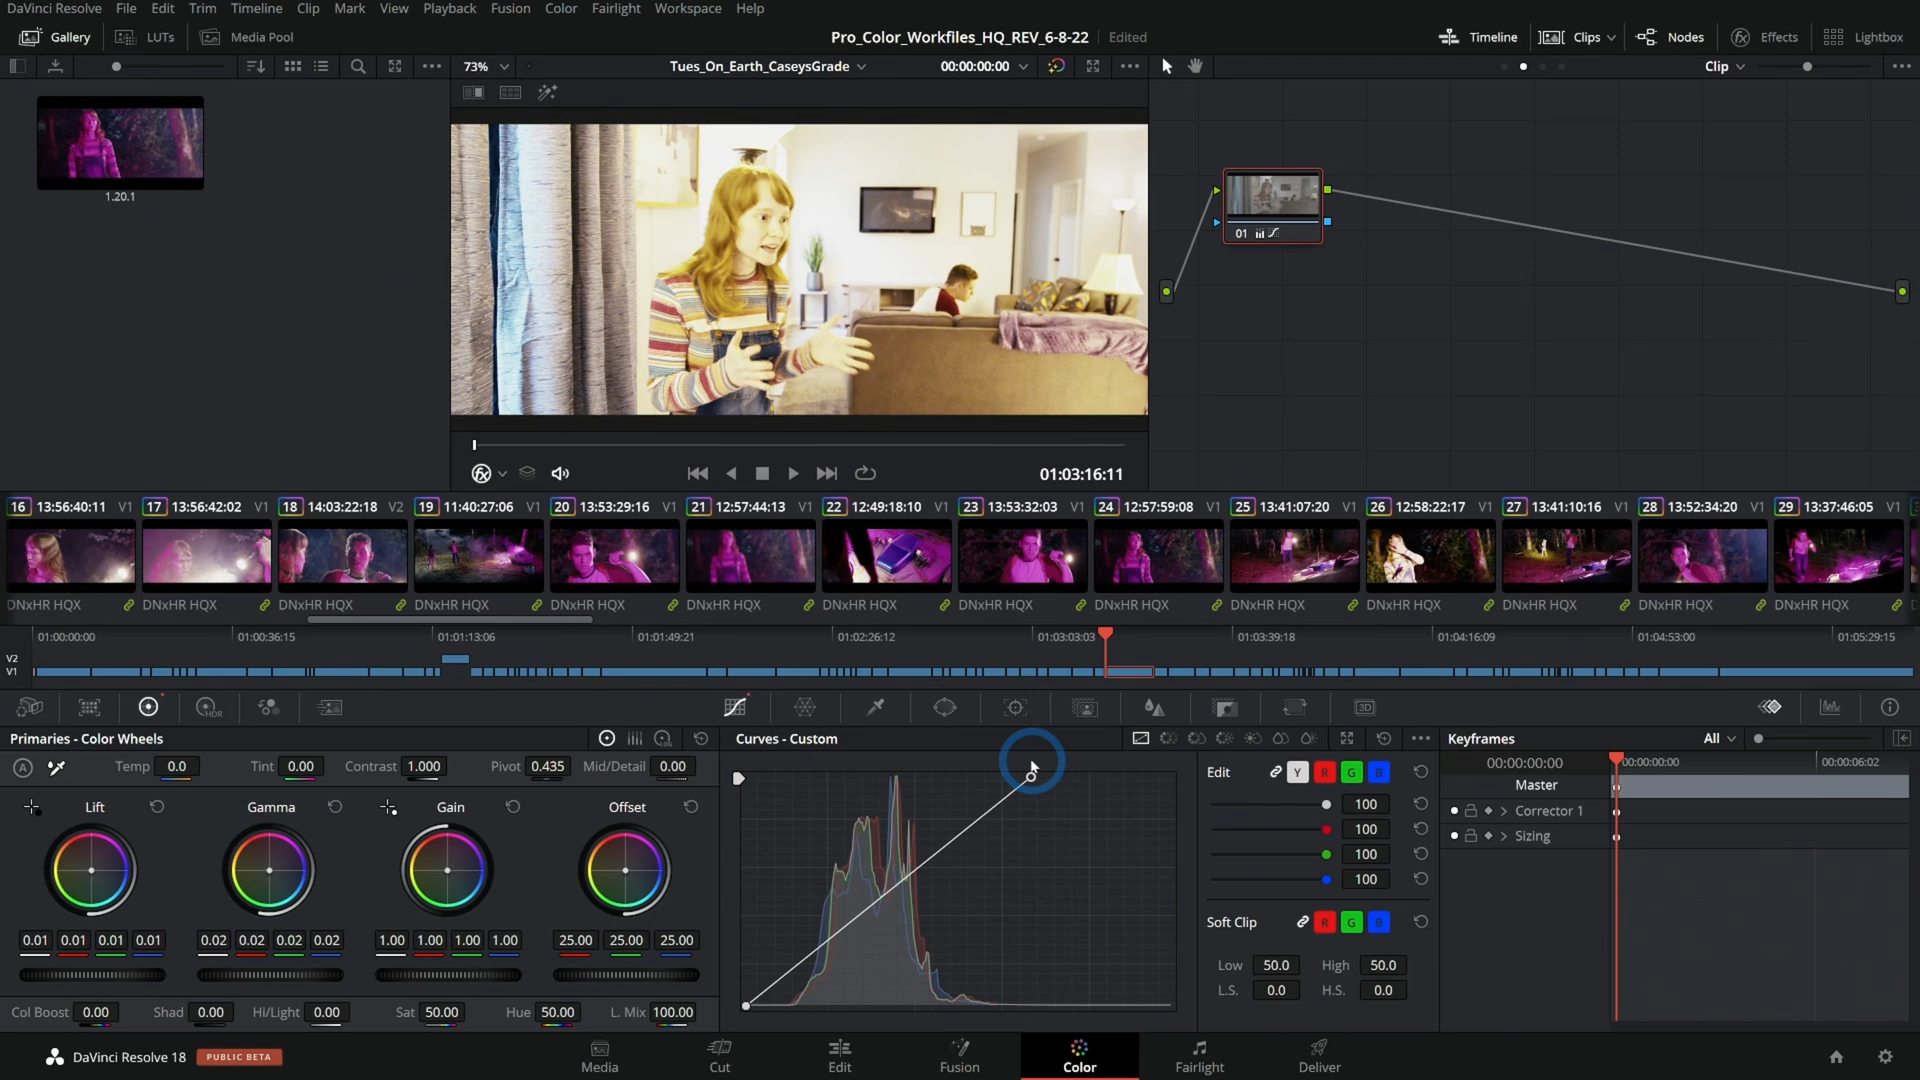 DaVinci Resolve File Edit Trim Timeline Clip Mark View Playback Fusion Color Fairlight Workspace Help
Gallery LUTs Media Pool Pro_Color_Workfiles_HQ_REV_6-8-22 Edited Timeline Clips Nodes Effects Lightbox
73% Tues_On_Earth_CaseysGrade 00:00:00:00 Clip
1.20.1
01
01:03:16:11
16 13:56:40:11 V1 17 13:56:42:02 V1 18 14:03:22:18 V2 19 11:40:27:06 V1 20 13:53:29:16 V1 21 12:57:44:13 V1 22 12:49:18:10 V1 23 13:53:32:03 V1 24 12:57:59:08 V1 25 13:41:07:20 V1 26 12:58:22:17 V1 27 13:41:10:16 V1 28 13:52:34:20 V1 29 13:37:46:05 V1
DNxHR HQX DNxHR HQX DNxHR HQX DNxHR HQX DNxHR HQX DNxHR HQX DNxHR HQX DNxHR HQX DNxHR HQX DNxHR HQX DNxHR HQX DNxHR HQX DNxHR HQX DNxHR HQX
01:00:00:00 01:00:36:15 01:01:13:06 01:01:49:21 01:02:26:12 01:03:03:03 01:03:39:18 01:04:16:09 01:04:53:00 01:05:29:15
V2
V1
HDR 3D
Primaries - Color Wheels
A Temp 0.0 Tint 0.00 Contrast 1.000 Pivot 0.435 Mid/Detail 0.00
Lift Gamma Gain Offset
0.01 0.01 0.01 0.01 0.02 0.02 0.02 0.02 1.00 1.00 1.00 1.00 25.00 25.00 25.00
Col Boost 0.00 Shad 0.00 Hi/Light 0.00 Sat 50.00 Hue 50.00 L. Mix 100.00
Curves - Custom
Edit Y R G B
100
100
100
100
Soft Clip R G B
Low 50.0 High 50.0
L.S. 0.0 H.S. 0.0
Keyframes All
00:00:00:00 00:00:00:00 00:00:06:02
Master
Corrector 1
Sizing
DaVinci Resolve 18 PUBLIC BETA
Media Cut Edit Fusion Color Fairlight Deliver